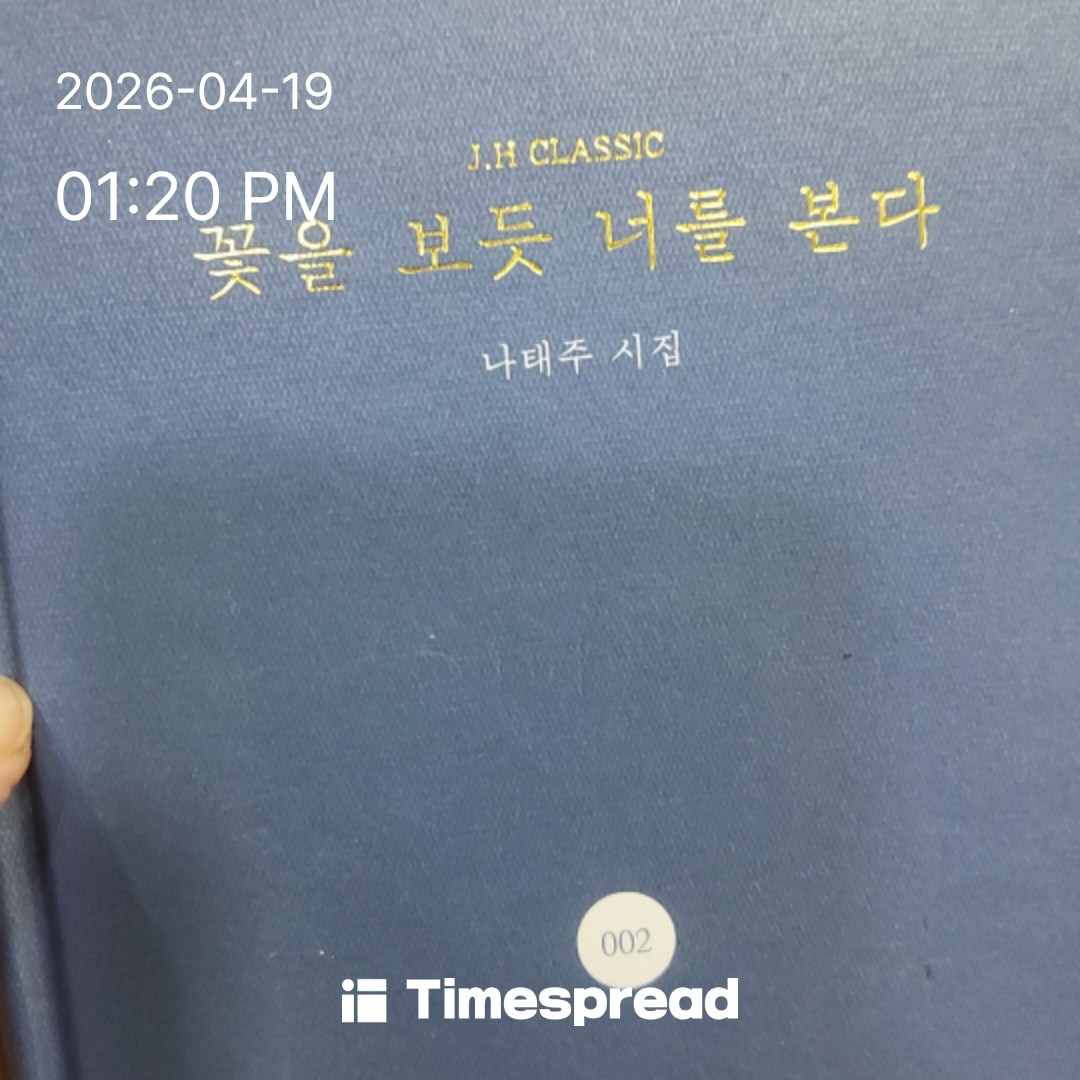 2026-04-19
01:20 PM
J.H CLASSIC
꽃을 보듯 너를 본다
나태주 시집
002
Timespread